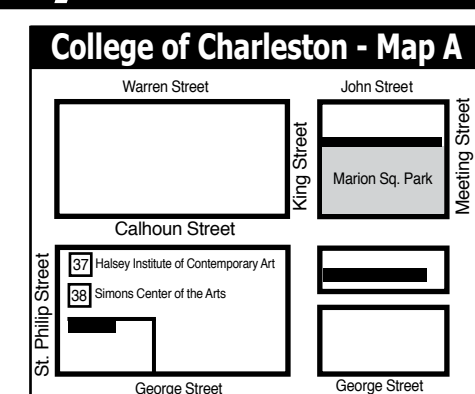 College of Charleston - Map A
Warren Street
John Street
King Street
Meeting Street
Marion Sq. Park
Calhoun Street
St. Philip Street
37 Halsey Institute of Contemporary Art
38 Simons Center of the Arts
George Street
George Street